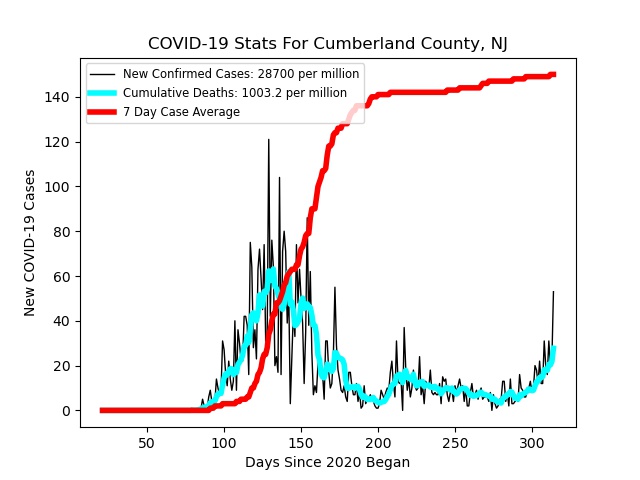 COVID-19 Stats For Cumberland County, NJ
New Confirmed Cases: 28700 per million
Cumulative Deaths: 1003.2 per million
7 Day Case Average
New COVID-19 Cases
140
120
100
80
60
40
20
0
50 100 150 200 250 300
Days Since 2020 Began